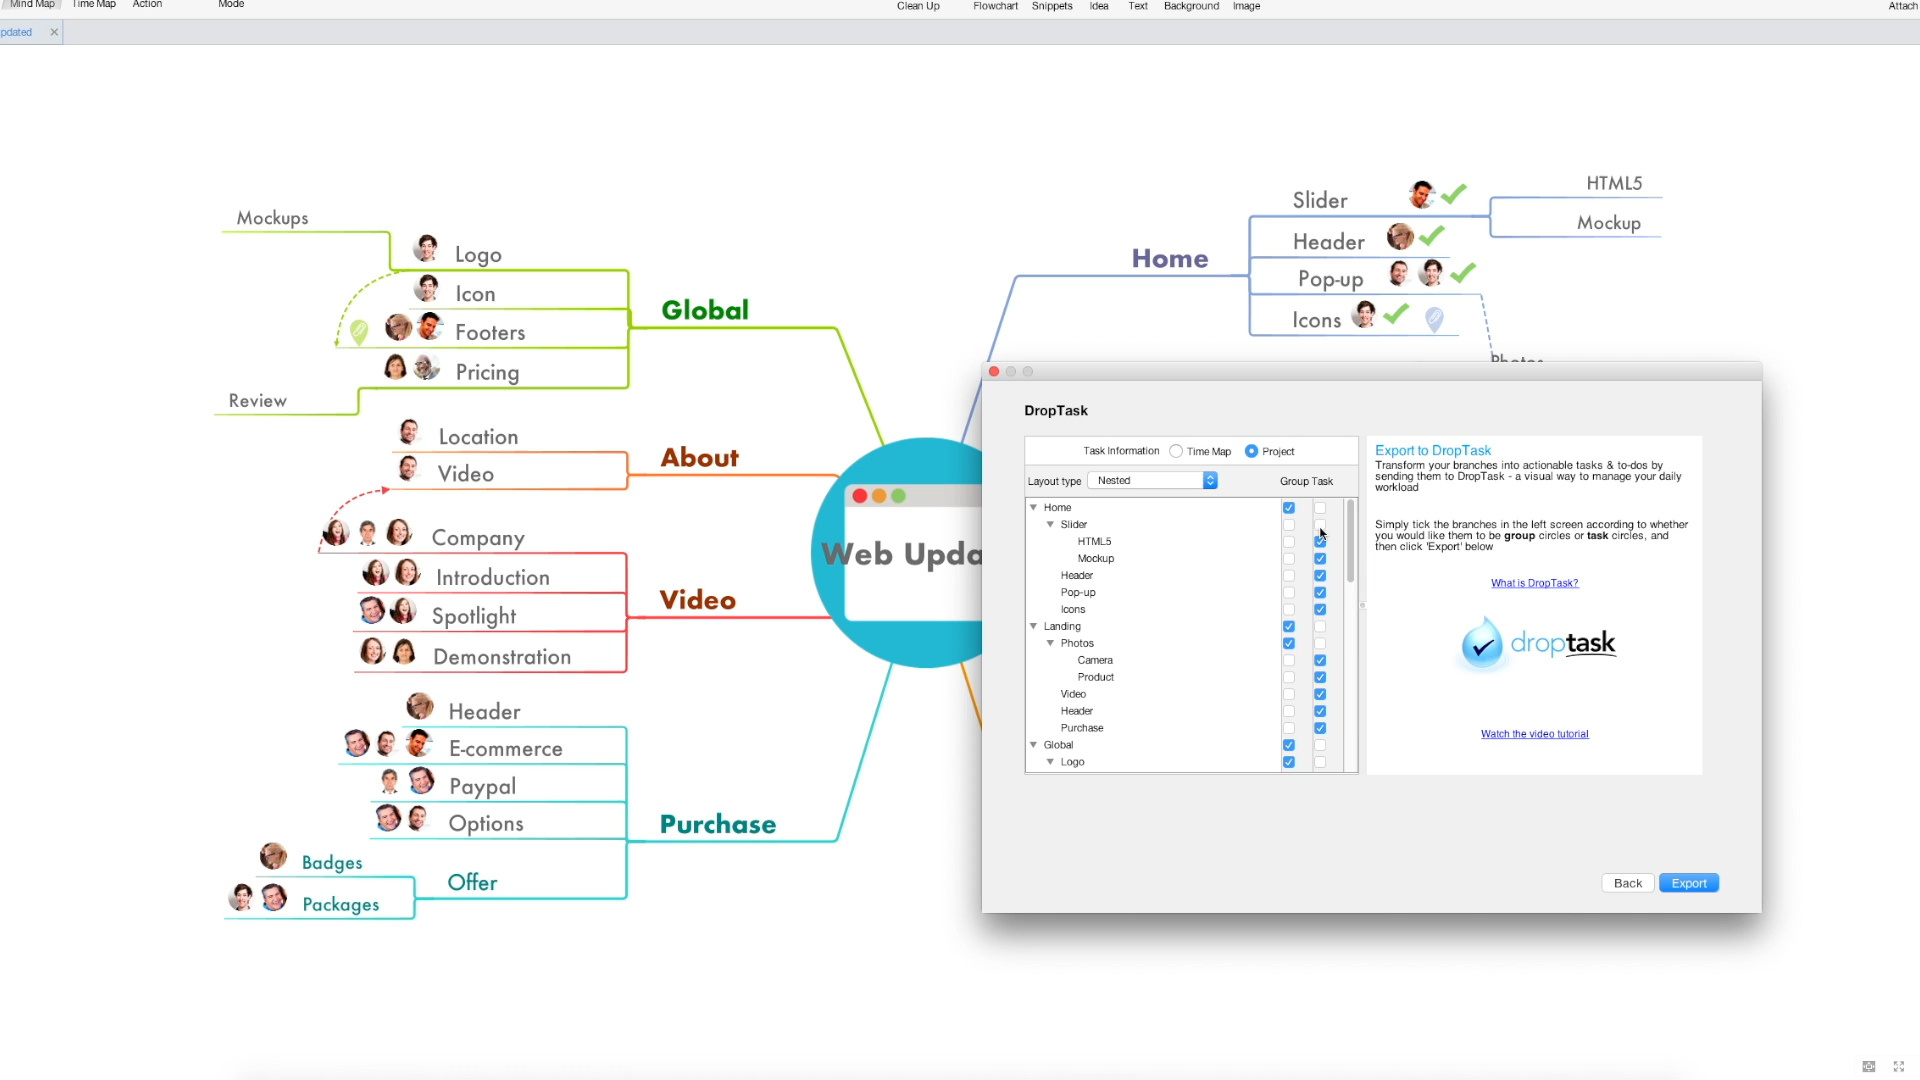 Mind Map Time Map Action Mode Clean Up Flowchart Snippets Idea Text Background Image Attach
pdated
Mockups
Logo
Icon
Footers
Pricing
Review
Global
Location
Video
About
Company
Introduction
Spotlight
Demonstration
Video
Header
E-commerce
Paypal
Options
Offer
Badges
Packages
Purchase
Web Upda
Home
Slider
Header
Pop-up
Icons
HTML5
Mockup
Photos
DropTask
Task Information Time Map Project
Layout type Nested Group Task
Home
Slider
HTML5
Mockup
Header
Pop-up
Icons
Landing
Photos
Camera
Product
Video
Header
Purchase
Global
Logo
Export to DropTask
Transform your branches into actionable tasks & to-dos by
sending them to DropTask - a visual way to manage your daily
workload
Simply tick the branches in the left screen according to whether
you would like them to be group circles or task circles, and
then click 'Export' below
What is DropTask?
droptask
Watch the video tutorial
Back Export